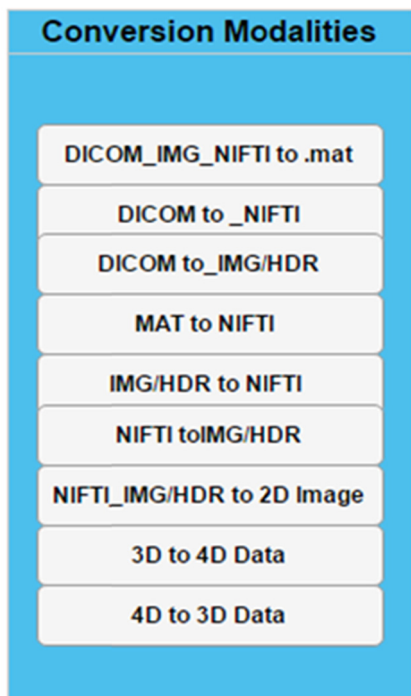 Conversion Modalities
DICOM_IMG_NIFTI to .mat
DICOM to _NIFTI
DICOM to_IMG/HDR
MAT to NIFTI
IMG/HDR to NIFTI
NIFTI toIMG/HDR
NIFTI_IMG/HDR to 2D Image
3D to 4D Data
4D to 3D Data